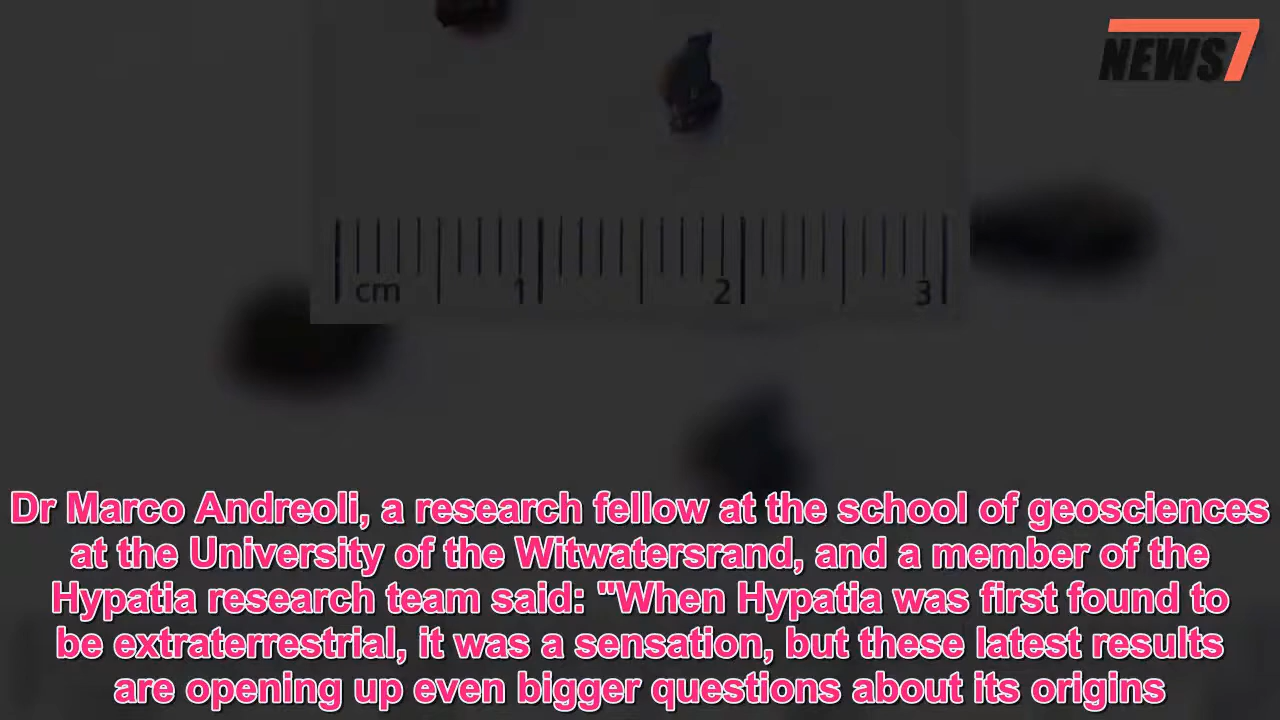 NEWS7
cm 1 2 3
Dr Marco Andreoli, a research fellow at the school of geosciences
at the University of the Witwatersrand, and a member of the
Hypatia research team said: "When Hypatia was first found to
be extraterrestrial, it was a sensation, but these latest results
are opening up even bigger questions about its origins